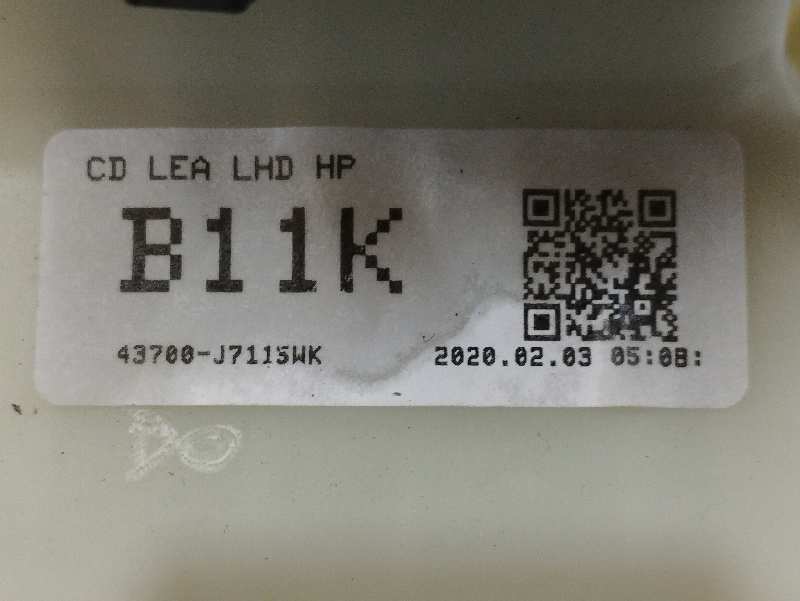 CD LEA LHD HP
B11K
43700-J7115WK
2020.02.03 05:08: